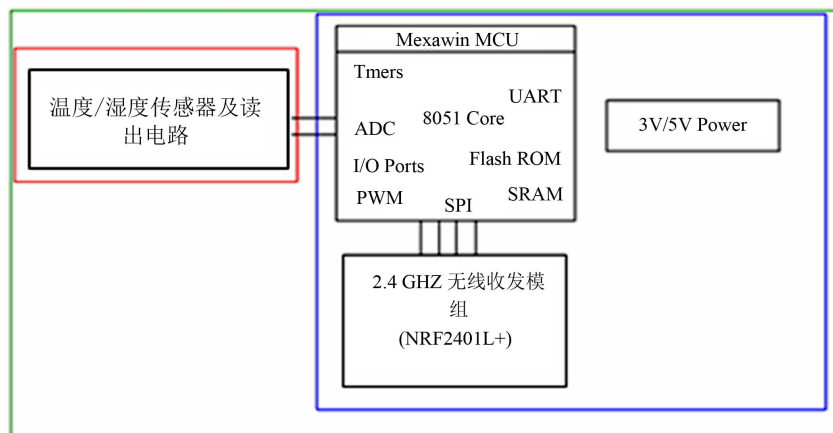 温度/湿度传感器及读
出电路
Mexawin MCU
Tmers
UART
ADC
8051 Core
I/O Ports
Flash ROM
PWM
SPI
SRAM
3V/5V Power
2.4 GHZ 无线收发模
组
(NRF2401L+)